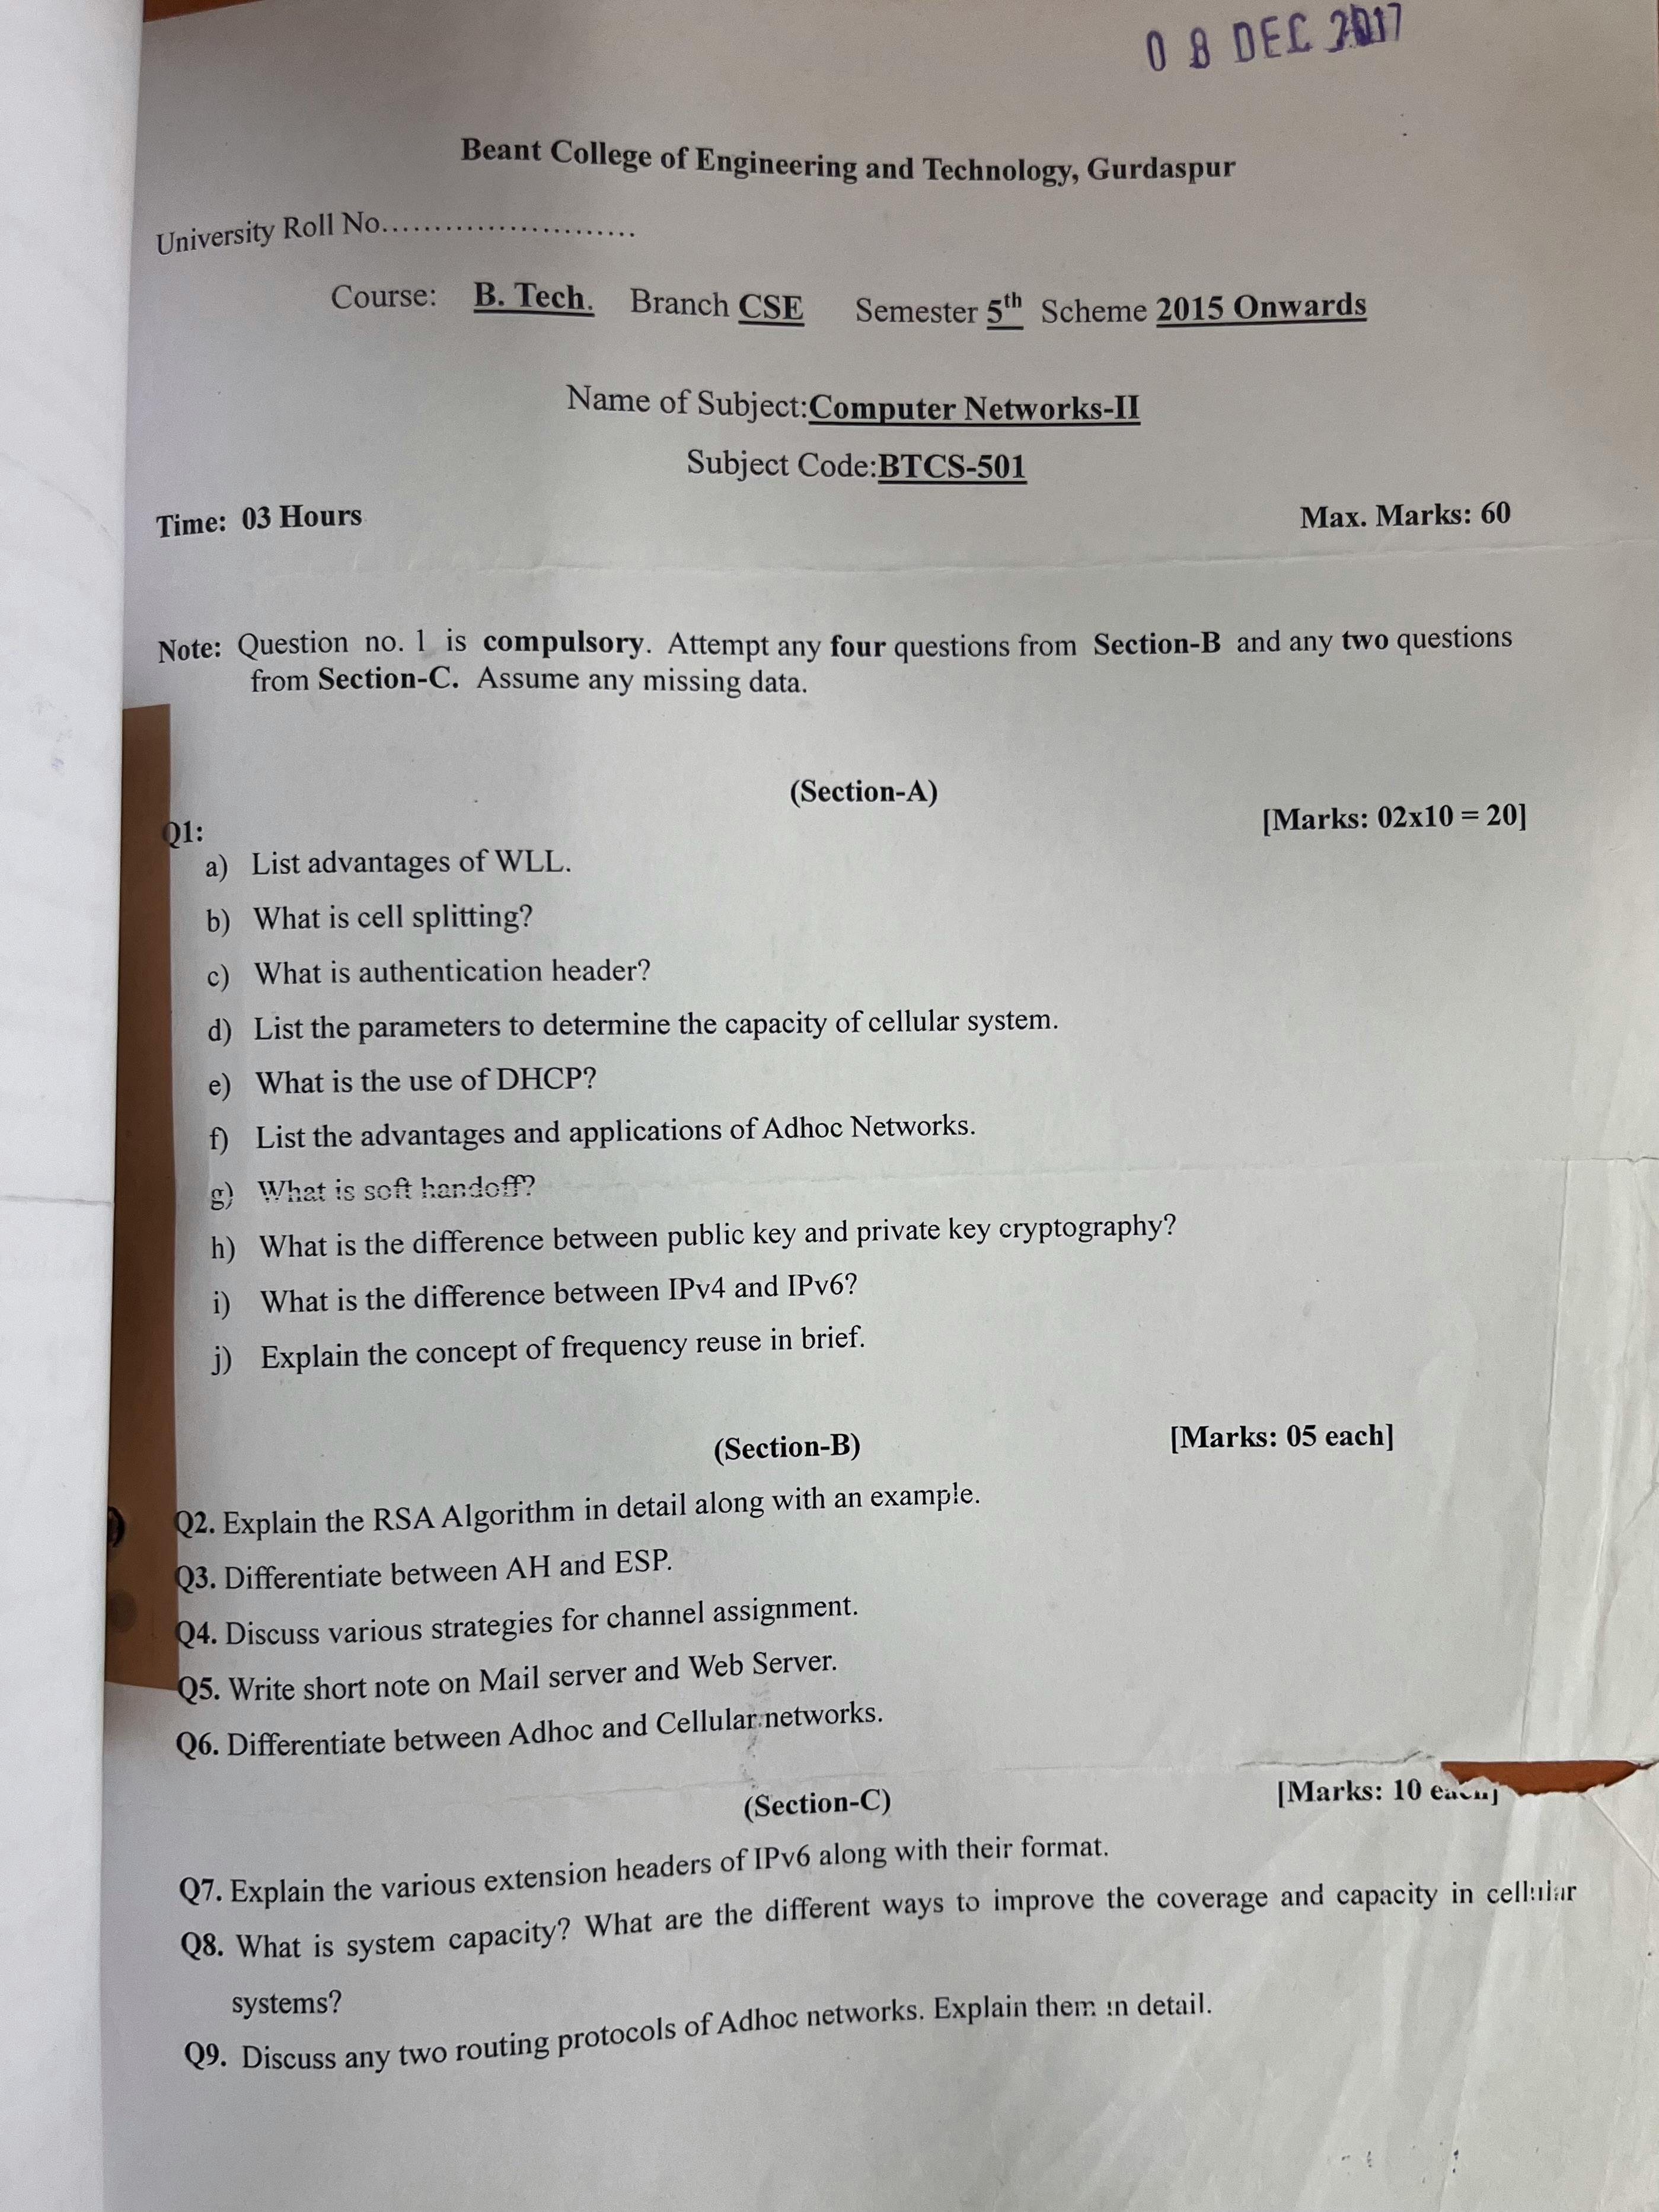 08 DEC 2017
Beant College of Engineering and Technology, Gurdaspur
University Roll No........................
Course: B. Tech. Branch CSE Semester 5th Scheme 2015 Onwards
Name of Subject:Computer Networks-II
Subject Code:BTCS-501
Time: 03 Hours Max. Marks: 60
Note: Question no. 1 is compulsory. Attempt any four questions from Section-B and any two questions
from Section-C. Assume any missing data.
(Section-A)
[Marks: 02x10 = 20]
Q1:
a) List advantages of WLL.
b) What is cell splitting?
c) What is authentication header?
d) List the parameters to determine the capacity of cellular system.
e) What is the use of DHCP?
f) List the advantages and applications of Adhoc Networks.
g) What is soft handoff?
h) What is the difference between public key and private key cryptography?
i) What is the difference between IPv4 and IPv6?
j) Explain the concept of frequency reuse in brief.
(Section-B) [Marks: 05 each]
Q2. Explain the RSA Algorithm in detail along with an example.
Q3. Differentiate between AH and ESP.
Q4. Discuss various strategies for channel assignment.
Q5. Write short note on Mail server and Web Server.
Q6. Differentiate between Adhoc and Cellular networks.
(Section-C) [Marks: 10 each]
Q7. Explain the various extension headers of IPv6 along with their format.
Q8. What is system capacity? What are the different ways to improve the coverage and capacity in cellular
systems?
Q9. Discuss any two routing protocols of Adhoc networks. Explain them in detail.